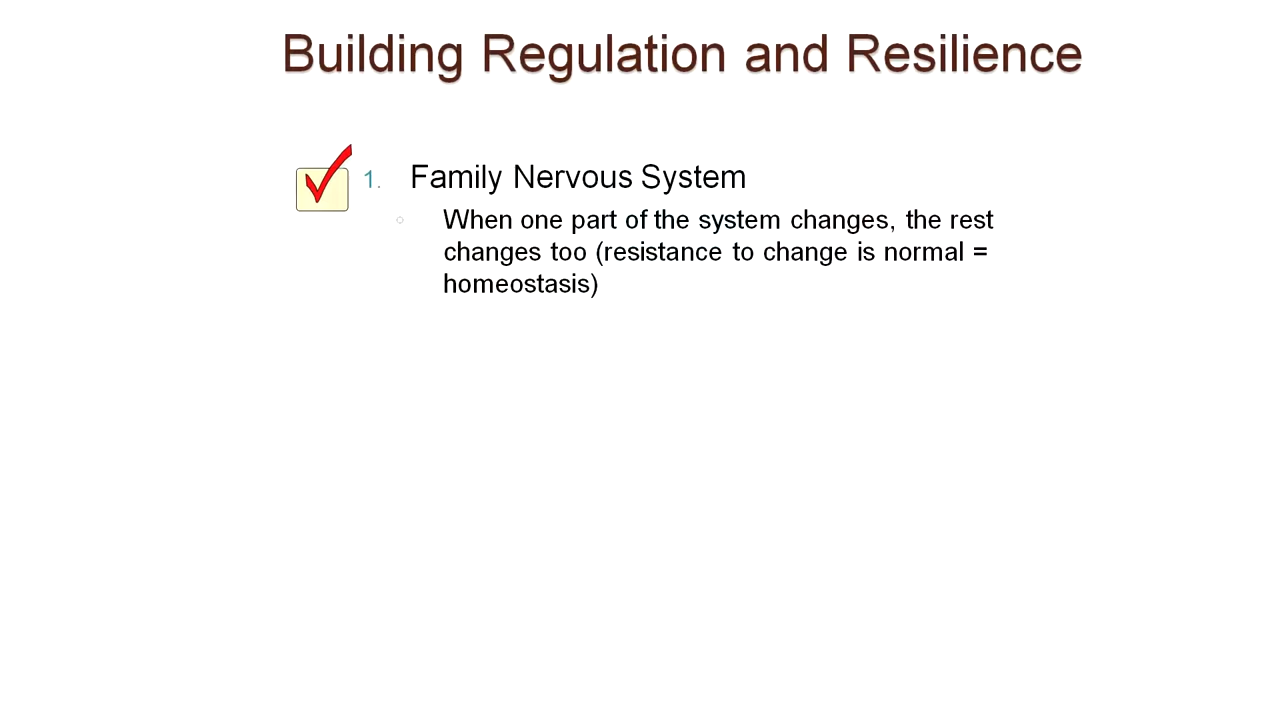 Building Regulation and Resilience
1. Family Nervous System
When one part of the system changes, the rest
changes too (resistance to change is normal =
homeostasis)